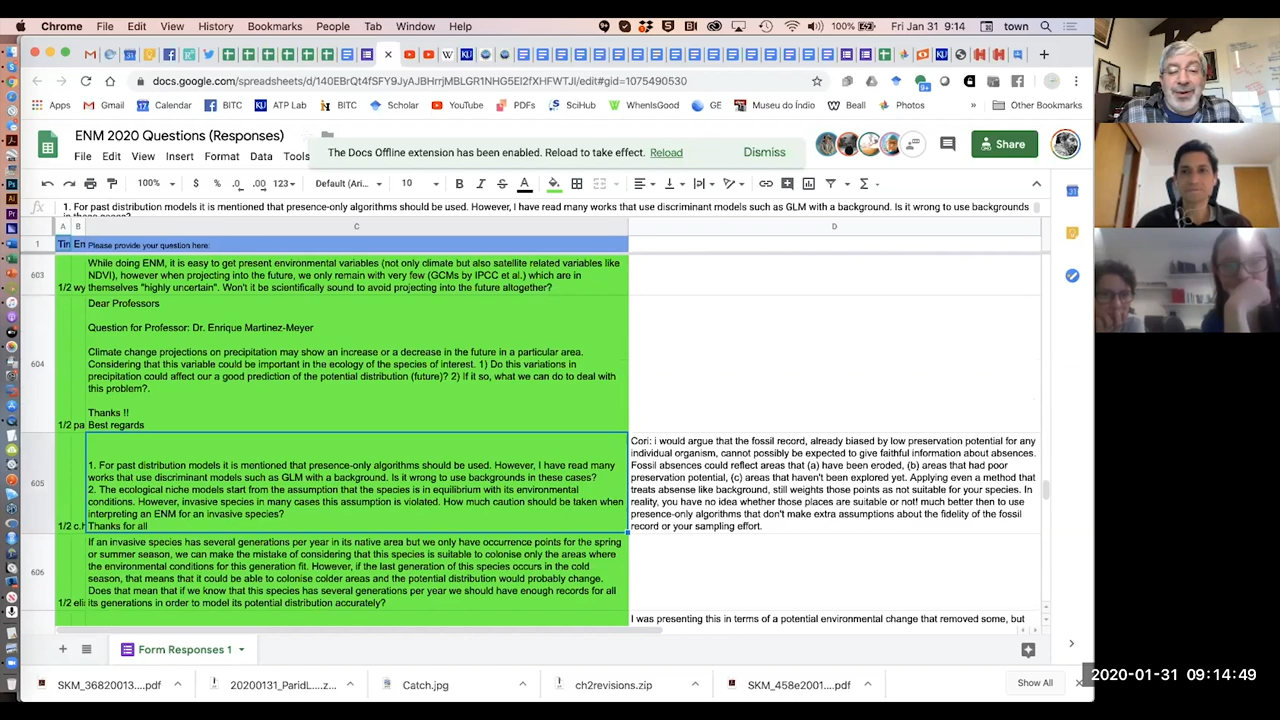 Chrome File Edit View History Bookmarks People Tab Window Help 100% Fri Jan 31 9:14 town
docs.google.com/spreadsheets/d/140EBrQt4fSFY9JyAJBHrrjMBLGR1NHG5EI2fXHFWTJI/edit#gid=1075490530
Apps Gmail Calendar BITC ATP Lab BITC Scholar YouTube PDFs SciHub WhenIsGood GE Museu do Índio Beall Photos » Other Bookmarks
ENM 2020 Questions (Responses)
File Edit View Insert Format Data Tools
The Docs Offline extension has been enabled. Reload to take effect. Reload Dismiss
Share
100% $ % .0 .00 123 Default (Ari... 10 B I S A
fx 1. For past distribution models it is mentioned that presence-only algorithms should be used. However, I have read many works that use discriminant models such as GLM with a background. Is it wrong to use backgrounds
in these cases?
A B C D
1 Tin En Please provide your question here:
While doing ENM, it is easy to get present environmental variables (not only climate but also satellite related variables like
603 NDVI), however when projecting into the future, we only remain with very few (GCMs by IPCC et al.) which are in
1/2 wy themselves "highly uncertain". Won't it be scientifically sound to avoid projecting into the future altogether?
Dear Professors
Question for Professor: Dr. Enrique Martinez-Meyer
Climate change projections on precipitation may show an increase or a decrease in the future in a particular area.
604 Considering that this variable could be important in the ecology of the species of interest. 1) Do this variations in
precipitation could affect our a good prediction of the potential distribution (future)? 2) If it so, what we can do to deal with
this problem?.
Thanks !!
1/2 pa Best regards
1. For past distribution models it is mentioned that presence-only algorithms should be used. However, I have read many
works that use discriminant models such as GLM with a background. Is it wrong to use backgrounds in these cases?
605 2. The ecological niche models start from the assumption that the species is in equilibrium with its environmental
conditions. However, invasive species in many cases this assumption is violated. How much caution should be taken when
interpreting an ENM for an invasive species?
1/2 c.h Thanks for all
Cori: i would argue that the fossil record, already biased by low preservation potential for any
individual organism, cannot possibly be expected to give faithful information about absences.
Fossil absences could reflect areas that (a) have been eroded, (b) areas that had poor
preservation potential, (c) areas that haven't been explored yet. Applying even a method that
treats absense like background, still weights those points as not suitable for your species. In
reality, you have no idea whether those places are suitable or not! much better then to use
presence-only algorithms that don't make extra assumptions about the fidelity of the fossil
record or your sampling effort.
If an invasive species has several generations per year in its native area but we only have occurrence points for the spring
or summer season, we can make the mistake of considering that this species is suitable to colonise only the areas where
606 the environmental conditions for this generation fit. However, if the last generation of this species occurs in the cold
season, that means that it could be able to colonise colder areas and the potential distribution would probably change.
Does that mean that if we know that this species has several generations per year we should have enough records for all
1/2 eli its generations in order to model its potential distribution accurately?
I was presenting this in terms of a potential environmental change that removed some, but
Form Responses 1
SKM_36820013....pdf 20200131_ParidL....z... Catch.jpg ch2revisions.zip SKM_458e2001....pdf Show All
2020-01-31 09:14:49